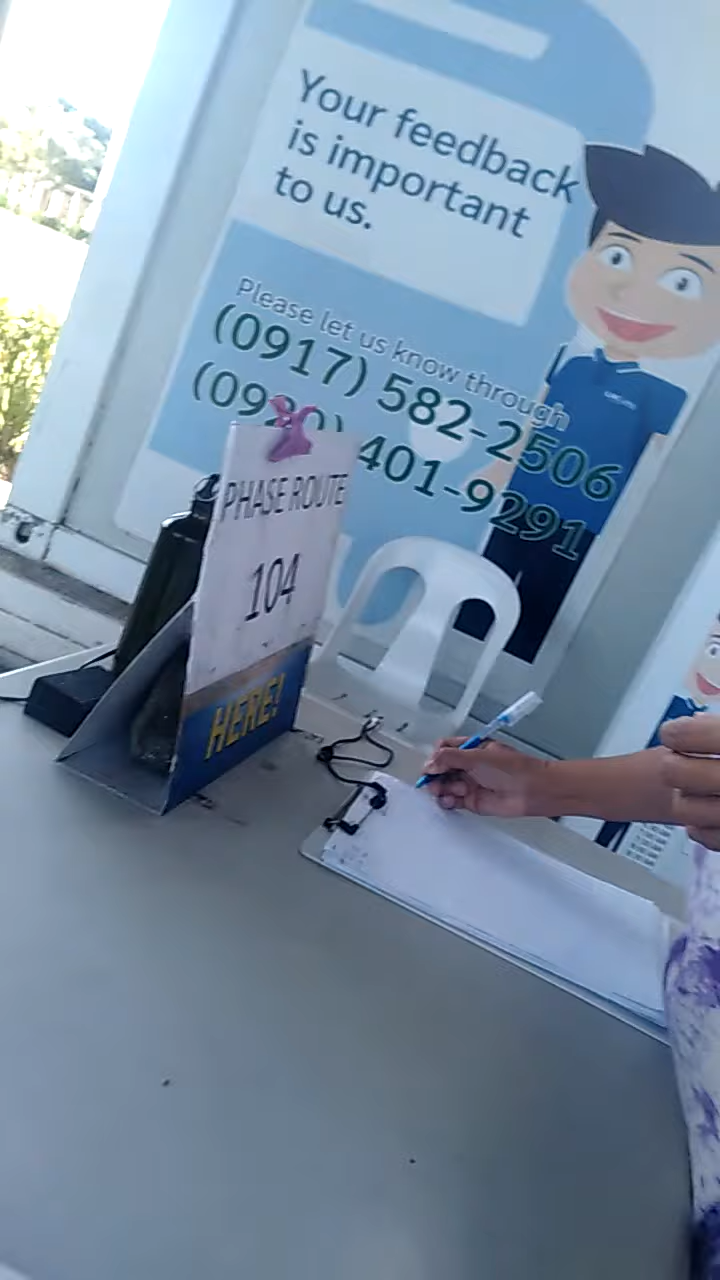 Your feedback
is important
to us.
Please let us know through
(0917) 582-2506
(0920) 401-9291
PHASE ROUTE
104
HERE!